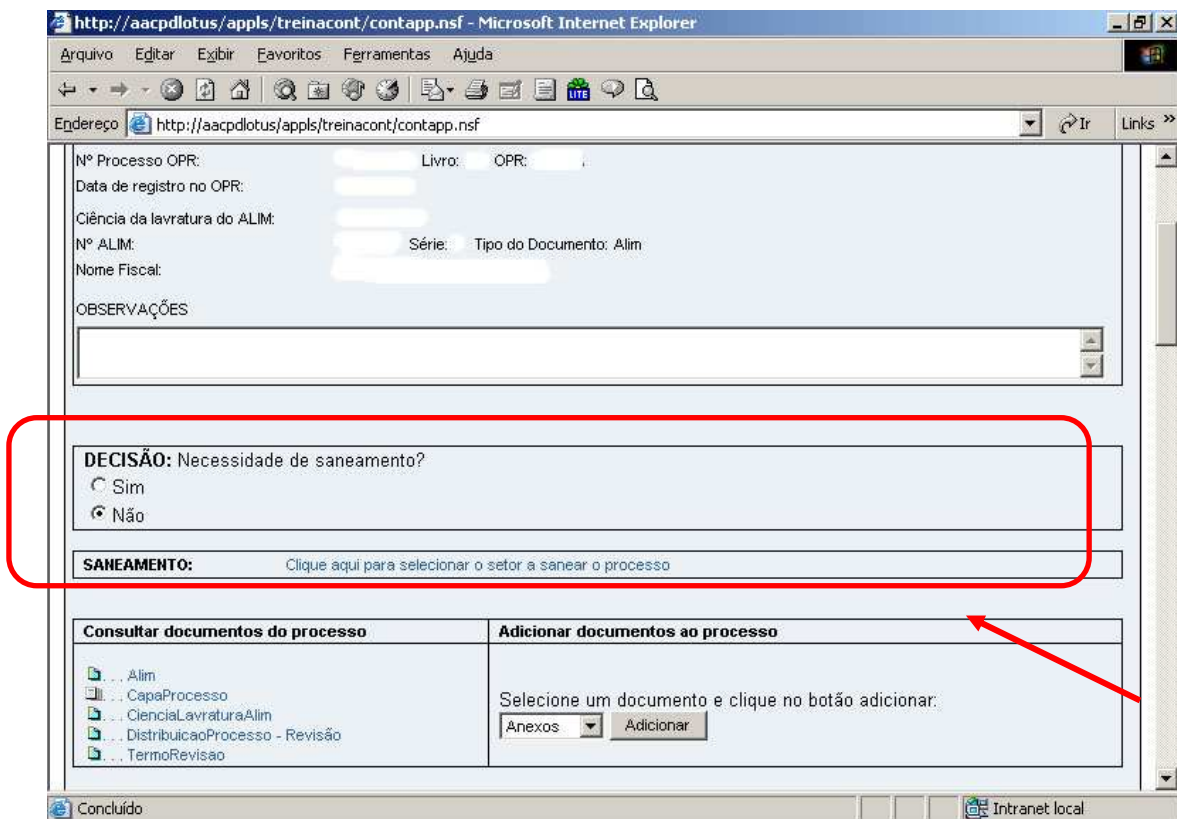 http://aacpdlotus/appls/treinacont/contapp.nsf - Microsoft Internet Explorer
Arquivo Editar Exibir Favoritos Ferramentas Ajuda
LITE
Endereço http://aacpdlotus/appls/treinacont/contapp.nsf Ir Links »
Nº Processo OPR: Livro: OPR: .
Data de registro no OPR:
Ciência da lavratura do ALIM:
Nº ALIM: Série: Tipo do Documento: Alim
Nome Fiscal:
OBSERVAÇÕES
DECISÃO: Necessidade de saneamento?
Sim
Não
SANEAMENTO: Clique aqui para selecionar o setor a sanear o processo
Consultar documentos do processo Adicionar documentos ao processo
. . . Alim
. . . CapaProcesso
. . . CienciaLavraturaAlim
. . . DistribuicaoProcesso - Revisão
. . . TermoRevisao
Selecione um documento e clique no botão adicionar:
Anexos Adicionar
Concluído Intranet local